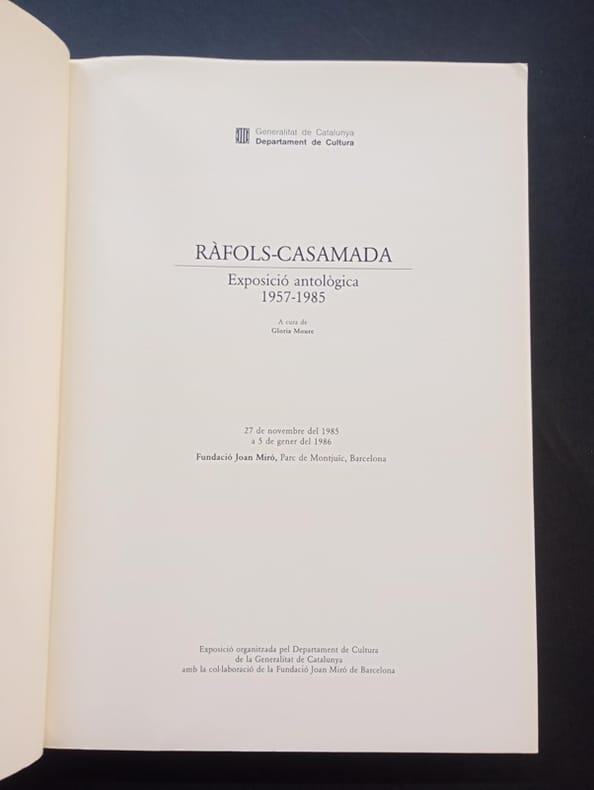 Generalitat de Catalunya
Departament de Cultura
RÀFOLS-CASAMADA
Exposició antològica
1957-1985
A cura de
Gloria Moure
27 de novembre del 1985
a 5 de gener del 1986
Fundació Joan Miró, Parc de Montjuïc, Barcelona
Exposició organitzada pel Departament de Cultura
de la Generalitat de Catalunya
amb la col·laboració de la Fundació Joan Miró de Barcelona